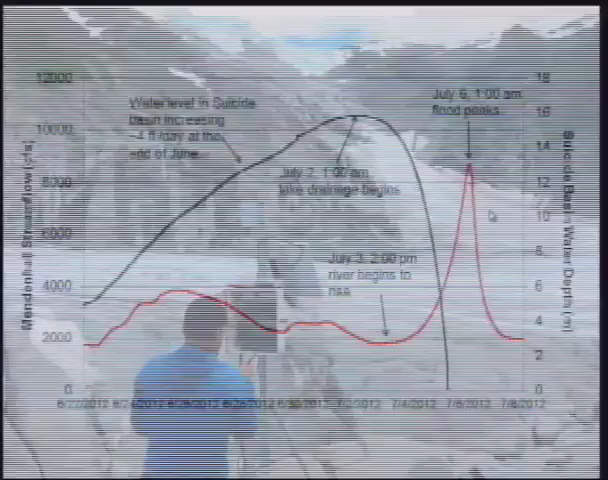 12000
10000
8000
6000
4000
2000
0
Mendenhall Streamflow (cfs)
Water level in Suicide
basin increasing
~4 ft/day at the
end of June
July 2, 1:00 am
lake drainage begins
July 3, 2:00 pm
river begins to
rise
July 6, 1:00 am
flood peaks
18
16
14
12
10
8
6
4
2
0
Suicide Basin Water Depth (m)
6/22/2012 6/24/2012 6/26/2012 6/28/2012 6/30/2012 7/2/2012 7/4/2012 7/6/2012 7/8/2012